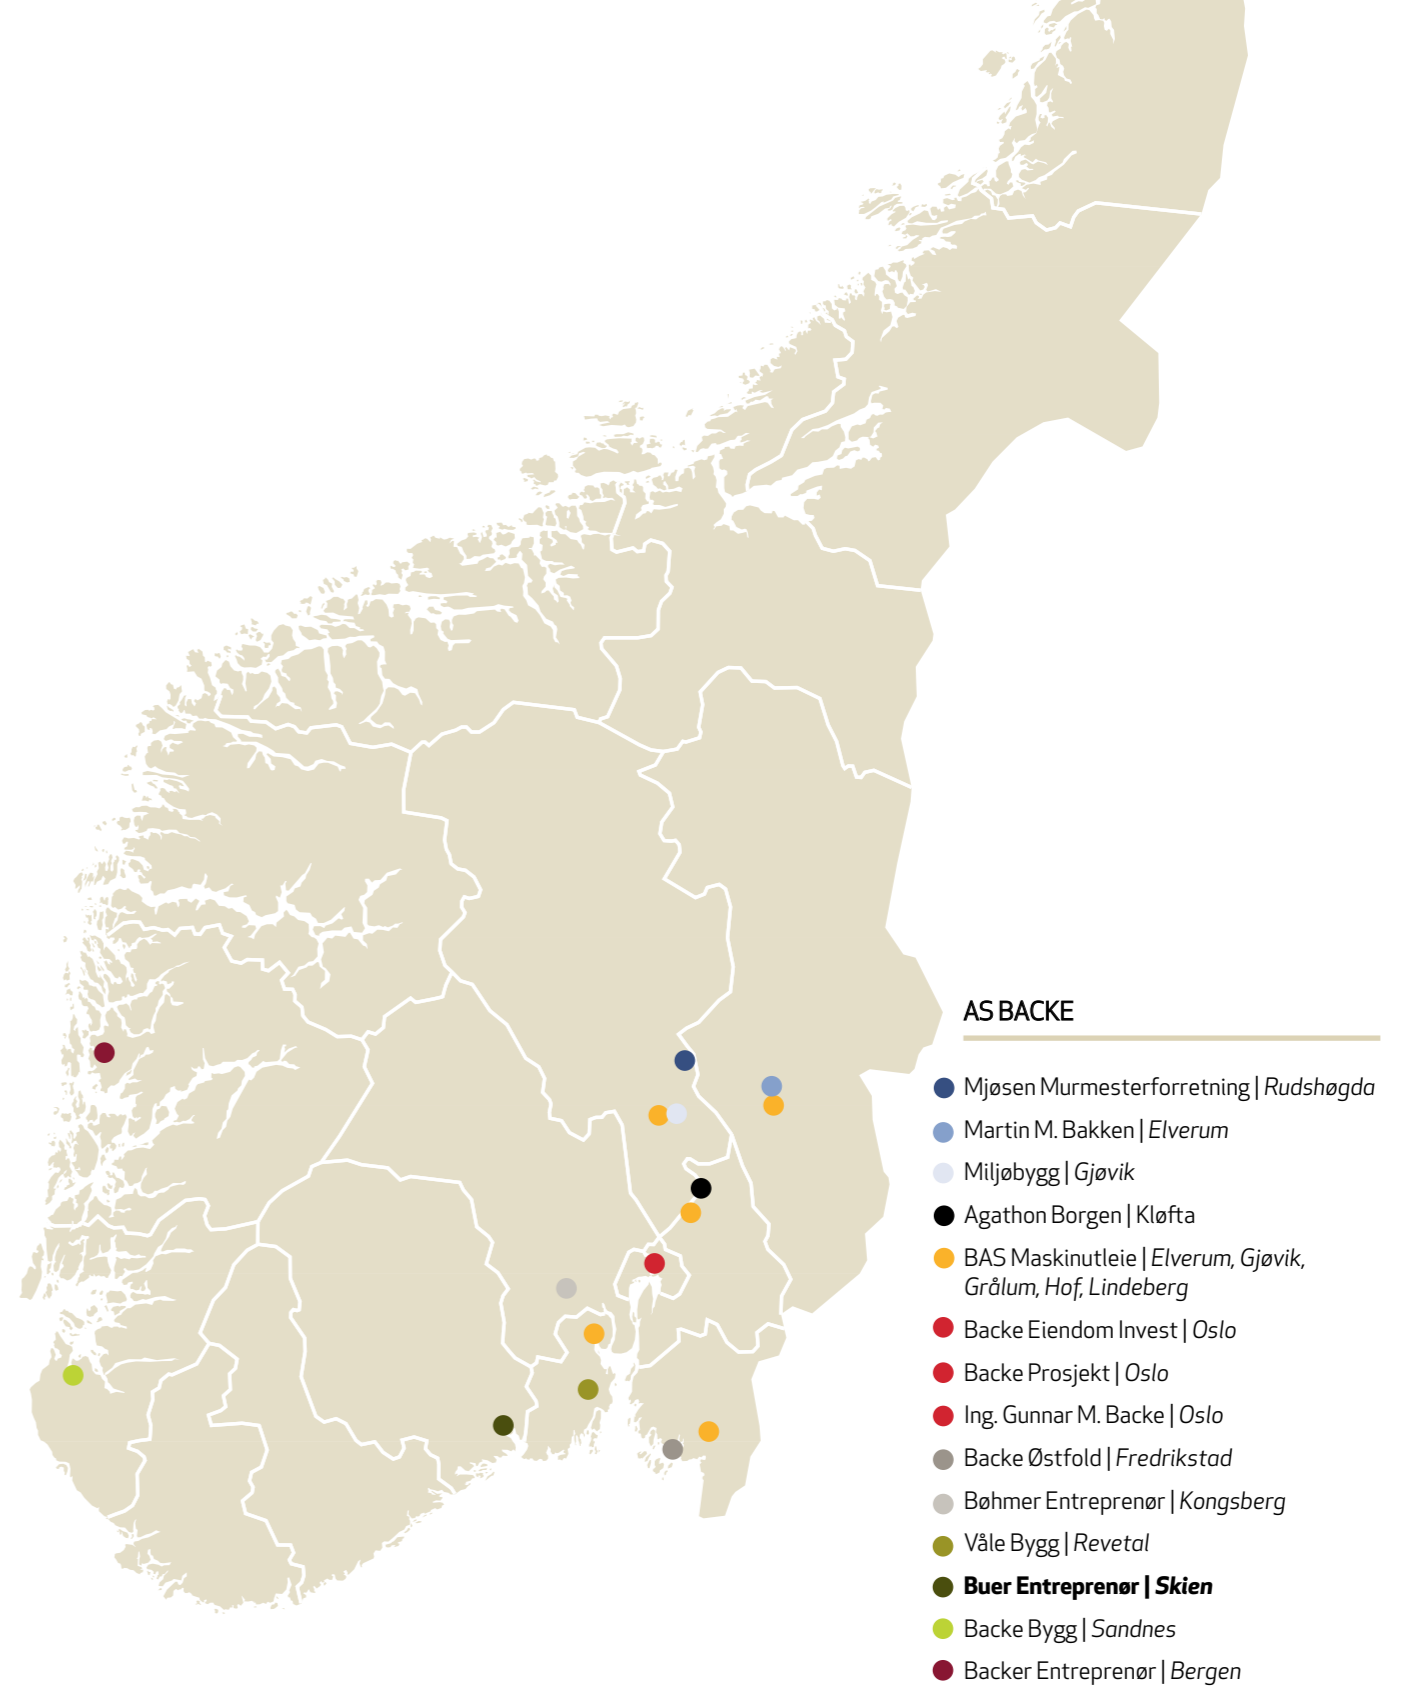 AS BACKE
Mjøsen Murmesterforretning | Rudshøgda
Martin M. Bakken | Elverum
Miljøbygg | Gjøvik
Agathon Borgen | Kløfta
BAS Maskinutleie | Elverum, Gjøvik,
Grålum, Hof, Lindeberg
Backe Eiendom Invest | Oslo
Backe Prosjekt | Oslo
Ing. Gunnar M. Backe | Oslo
Backe Østfold | Fredrikstad
Bøhmer Entreprenør | Kongsberg
Våle Bygg | Revetal
Buer Entreprenør | Skien
Backe Bygg | Sandnes
Backer Entreprenør | Bergen